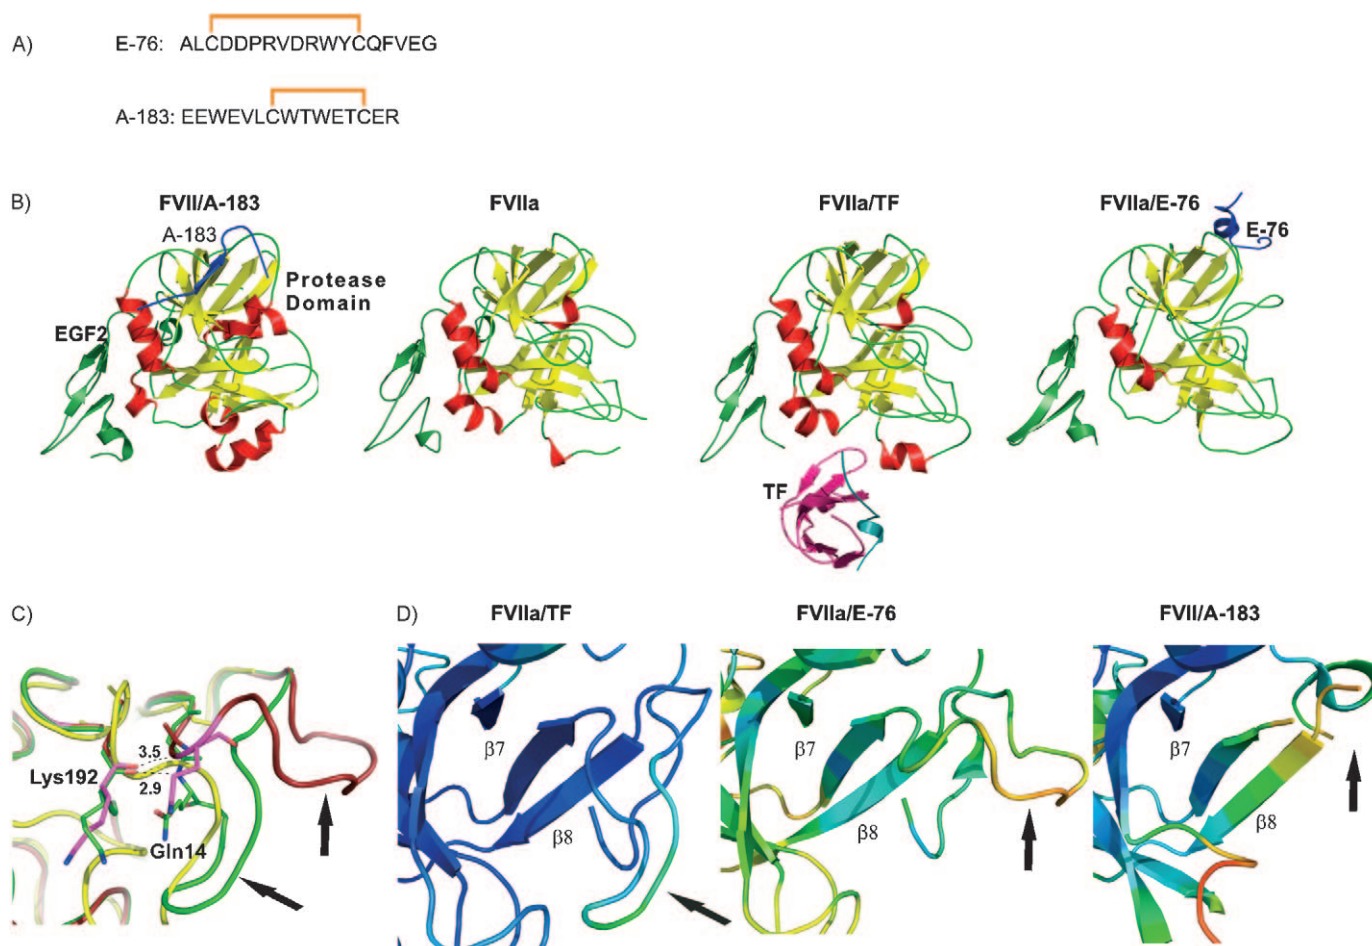 A)
E-76: ALCDDPRVDRWYCQFVEG
A-183: EEWEVLCWTWETCER
B)
FVII/A-183
FVIIa
FVIIa/TF
FVIIa/E-76
A-183
E-76
Protease
Domain
EGF2
TF
C)
D)
FVIIa/TF
FVIIa/E-76
FVII/A-183
3.5
Lys192
2.9
Gln14
β7
β8
β7
β8
β7
β8